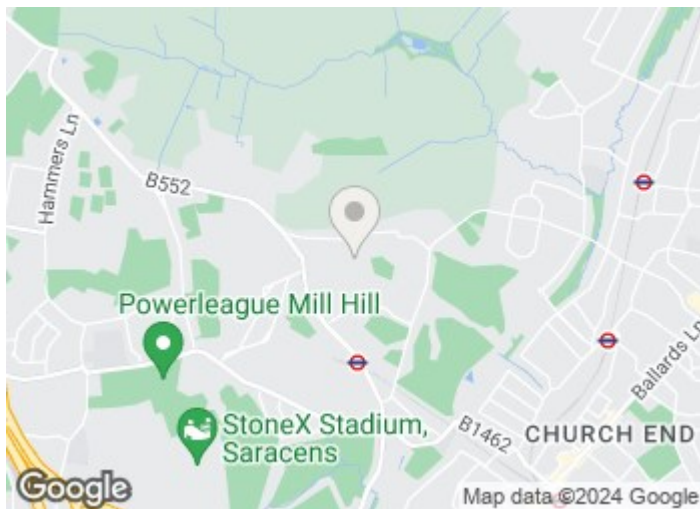 Hammers Ln
B552
Powerleague Mill Hill
StoneX Stadium,
Saracens
Ballards Ln
B1462
CHURCH END
Google
Map data ©2024 Google